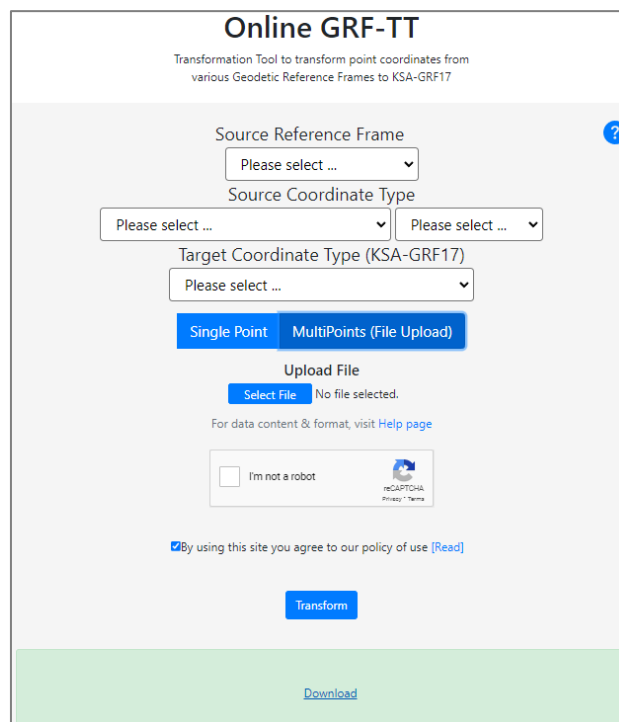 Online GRF-TT
Transformation Tool to transform point coordinates from
various Geodetic Reference Frames to KSA-GRF17
Source Reference Frame
?
Please select ...
Source Coordinate Type
Please select ... Please select ...
Target Coordinate Type (KSA-GRF17)
Please select ...
Single Point MultiPoints (File Upload)
Upload File
Select File No file selected.
For data content & format, visit Help page
I'm not a robot
reCAPTCHA
Privacy * Terms
By using this site you agree to our policy of use [Read]
Transform
Download